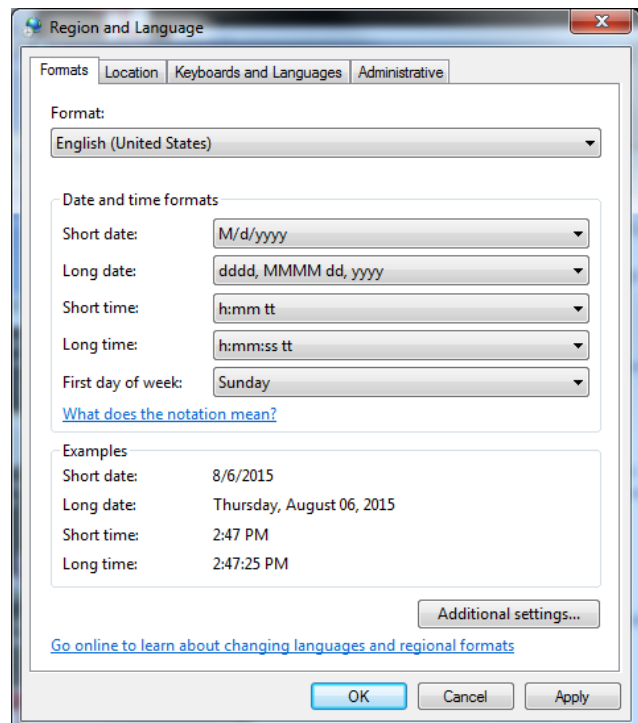 Region and Language
Formats Location Keyboards and Languages Administrative
Format:
English (United States)
Date and time formats
Short date: M/d/yyyy
Long date: dddd, MMMM dd, yyyy
Short time: h:mm tt
Long time: h:mm:ss tt
First day of week: Sunday
What does the notation mean?
Examples
Short date: 8/6/2015
Long date: Thursday, August 06, 2015
Short time: 2:47 PM
Long time: 2:47:25 PM
Additional settings...
Go online to learn about changing languages and regional formats
OK Cancel Apply